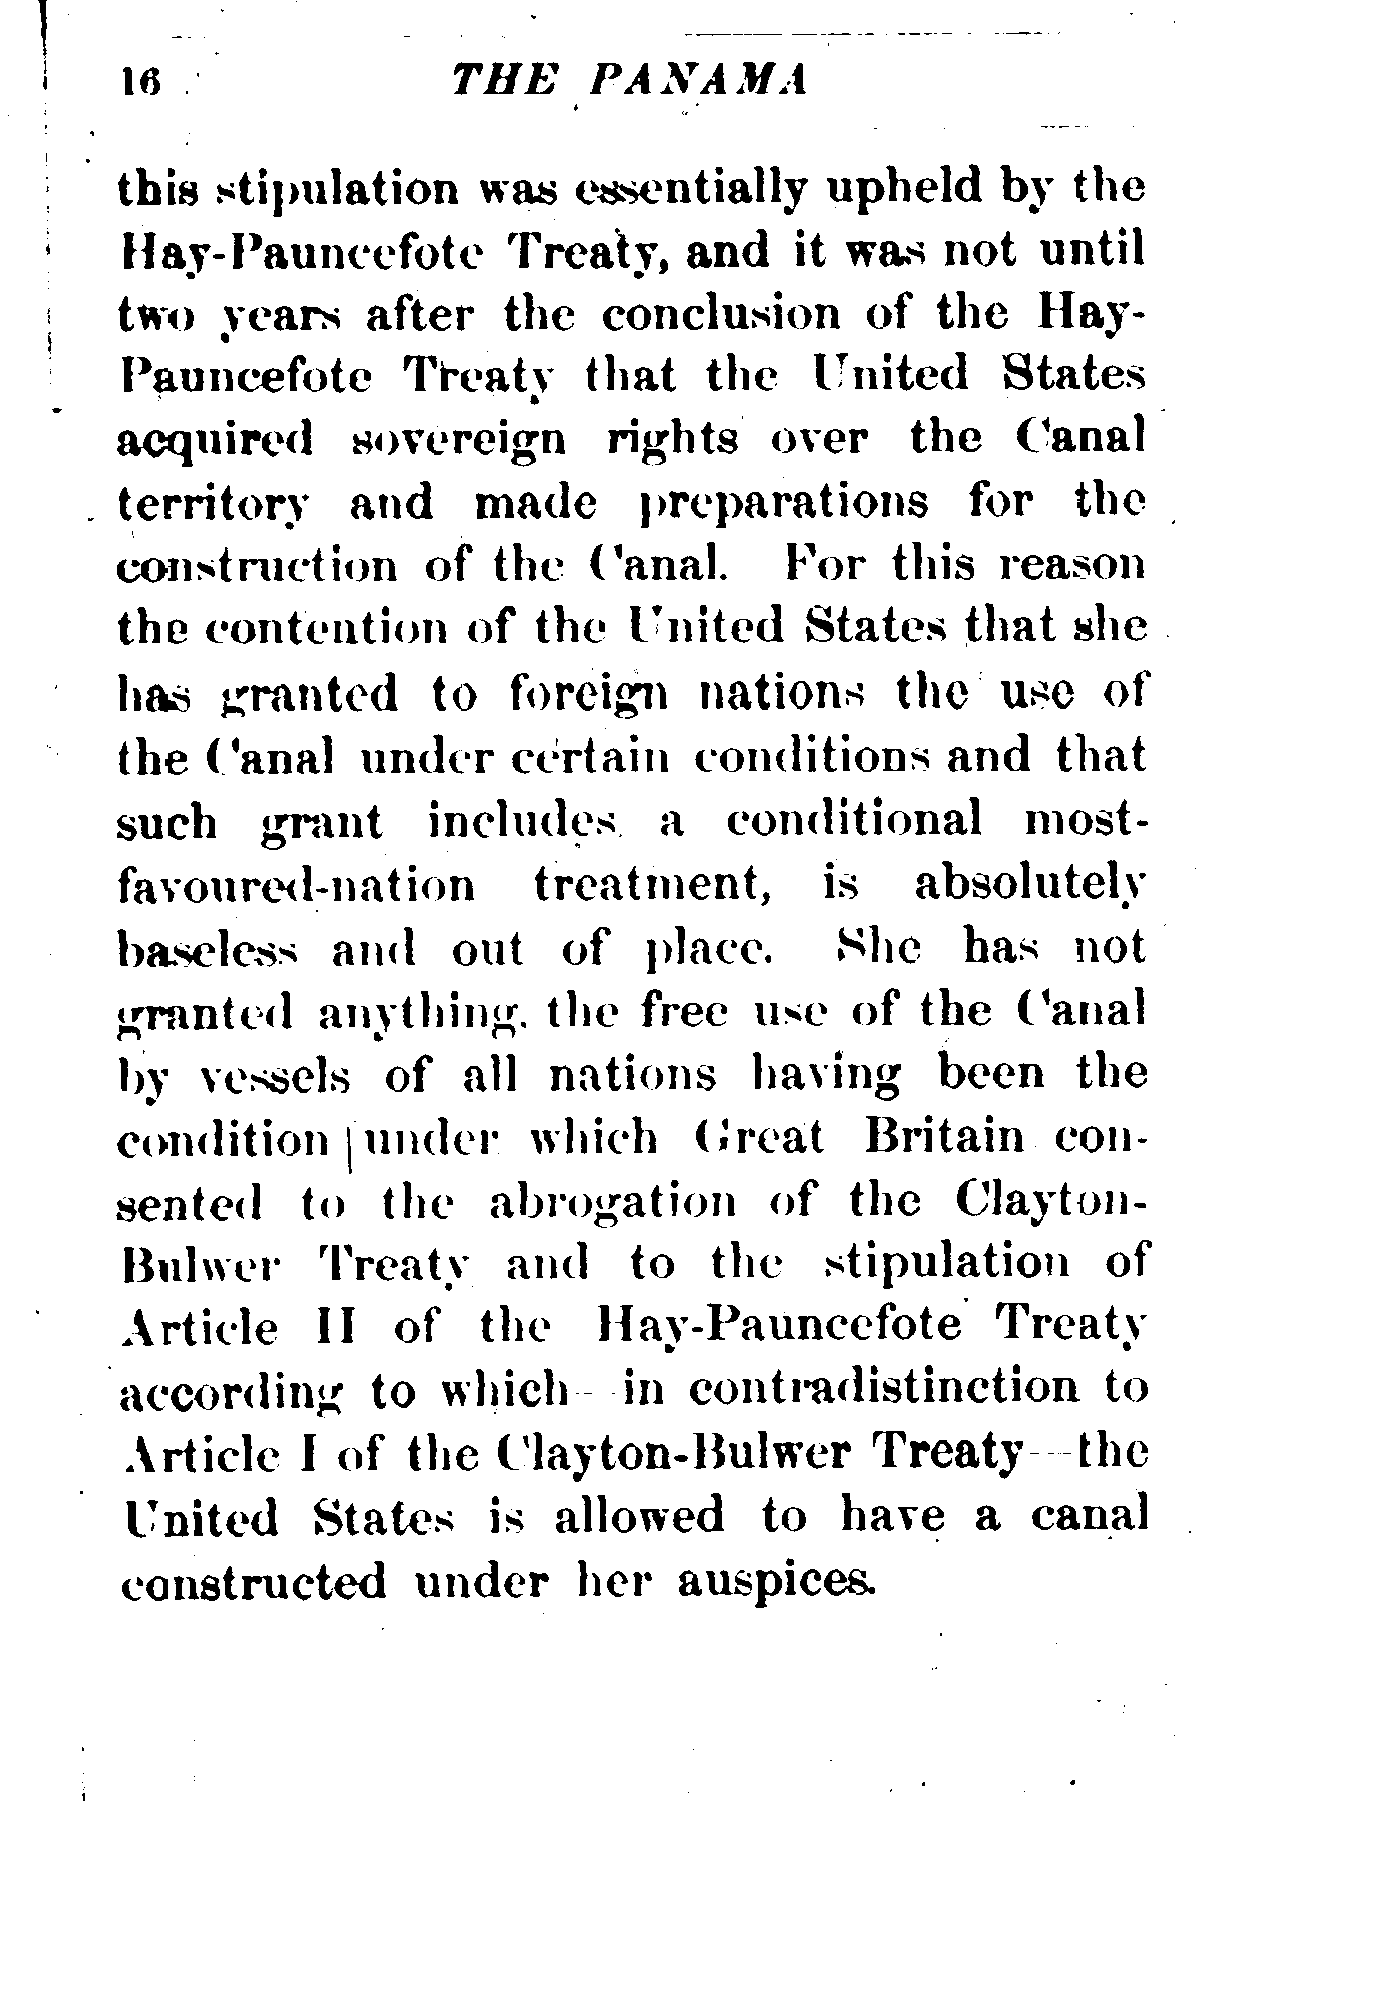 16 THE PANAMA
this stipulation was essentially upheld by the
Hay-Pauncefote Treaty, and it was not until
two years after the conclusion of the Hay-
Pauncefote Treaty that the United States
acquired sovereign rights over the Canal
territory and made preparations for the
construction of the Canal. For this reason
the contention of the United States that she
has granted to foreign nations the use of
the Canal under certain conditions and that
such grant includes a conditional most-
favoured-nation treatment, is absolutely
baseless and out of place. She has not
granted anything, the free use of the Canal
by vessels of all nations having been the
condition under which Great Britain con-
sented to the abrogation of the Clayton-
Bulwer Treaty and to the stipulation of
Article II of the Hay-Pauncefote Treaty
according to which—in contradistinction to
Article I of the Clayton-Bulwer Treaty—the
United States is allowed to have a canal
constructed under her auspices.